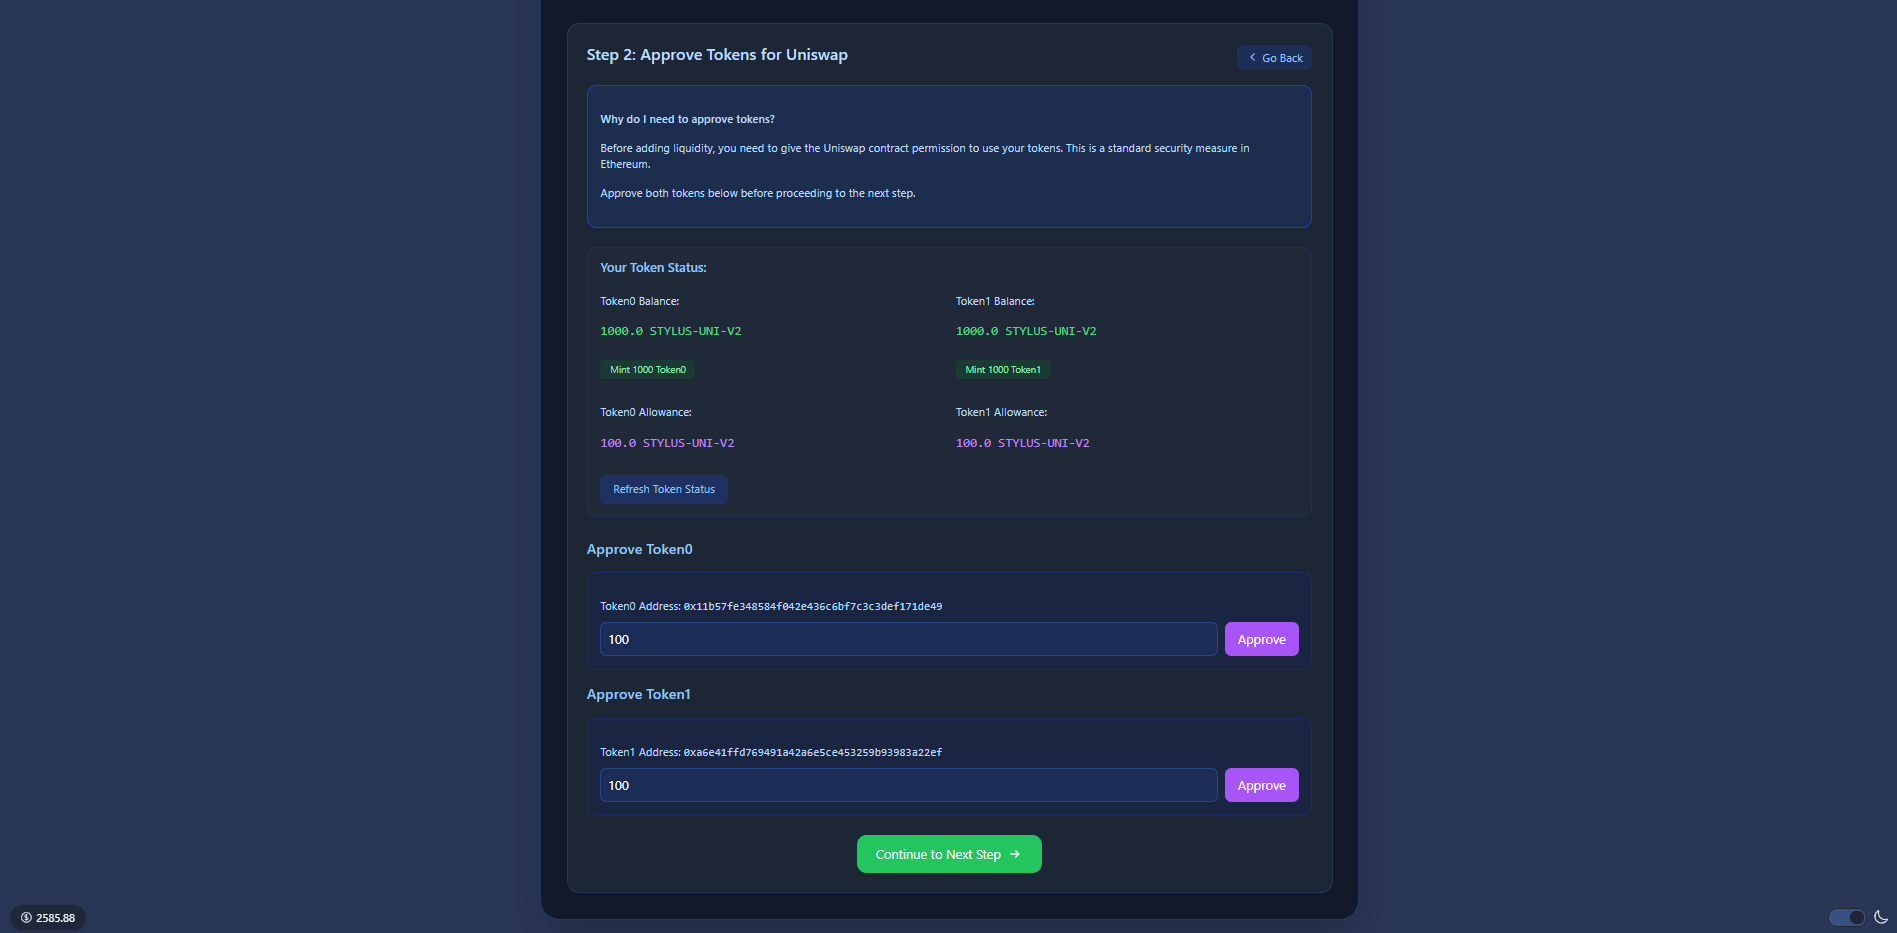 Step 2: Approve Tokens for Uniswap
Go Back
Why do I need to approve tokens?
Before adding liquidity, you need to give the Uniswap contract permission to use your tokens. This is a standard security measure in
Ethereum.
Approve both tokens below before proceeding to the next step.
Your Token Status:
Token0 Balance:
Token1 Balance:
1000.0 STYLUS-UNI-V2
1000.0 STYLUS-UNI-V2
Mint 1000 Token0
Mint 1000 Token1
Token0 Allowance:
Token1 Allowance:
100.0 STYLUS-UNI-V2
100.0 STYLUS-UNI-V2
Refresh Token Status
Approve Token0
Token0 Address: 0x11b57fe348584f042e436c6bf7c3c3def171de49
100
Approve
Approve Token1
Token1 Address: 0xa6e41ffd769491a42a6e5ce453259b93983a22ef
100
Approve
Continue to Next Step
2585.88